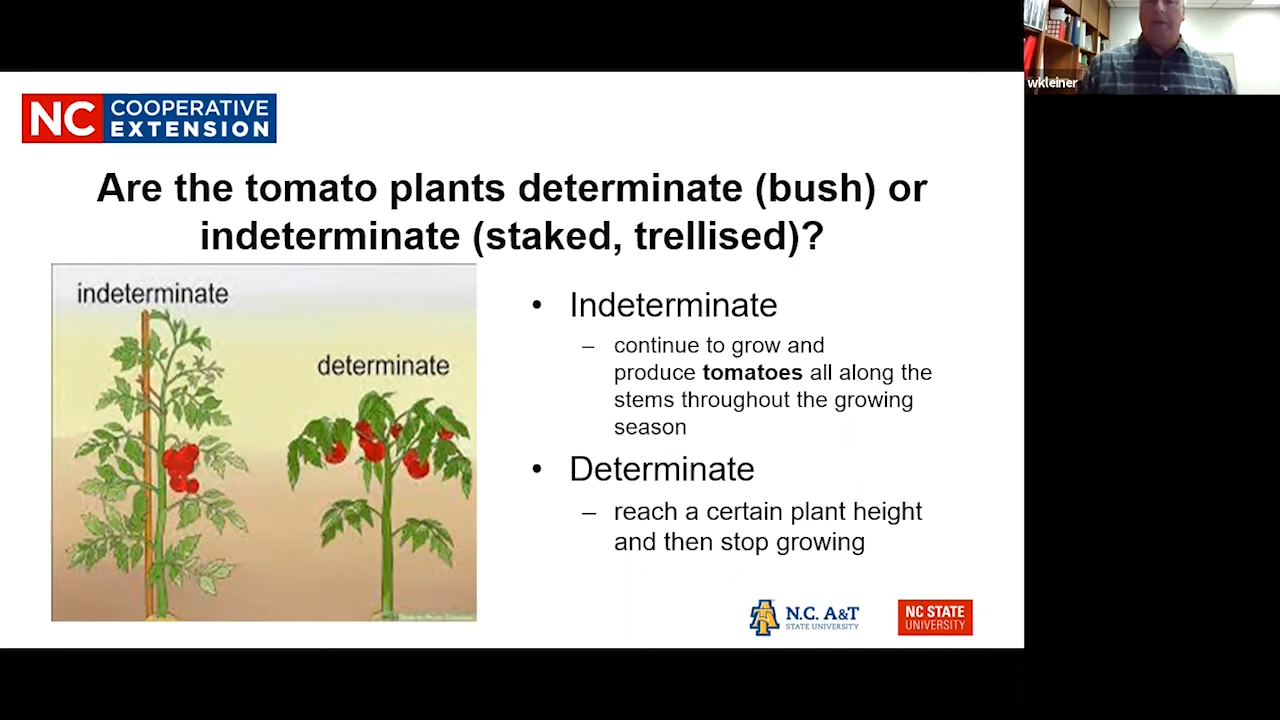 wkleiner
NC COOPERATIVE
EXTENSION
Are the tomato plants determinate (bush) or
indeterminate (staked, trellised)?
indeterminate
determinate
• Indeterminate
– continue to grow and
produce tomatoes all along the
stems throughout the growing
season
• Determinate
– reach a certain plant height
and then stop growing
N.C. A&T
STATE UNIVERSITY
NC STATE
UNIVERSITY